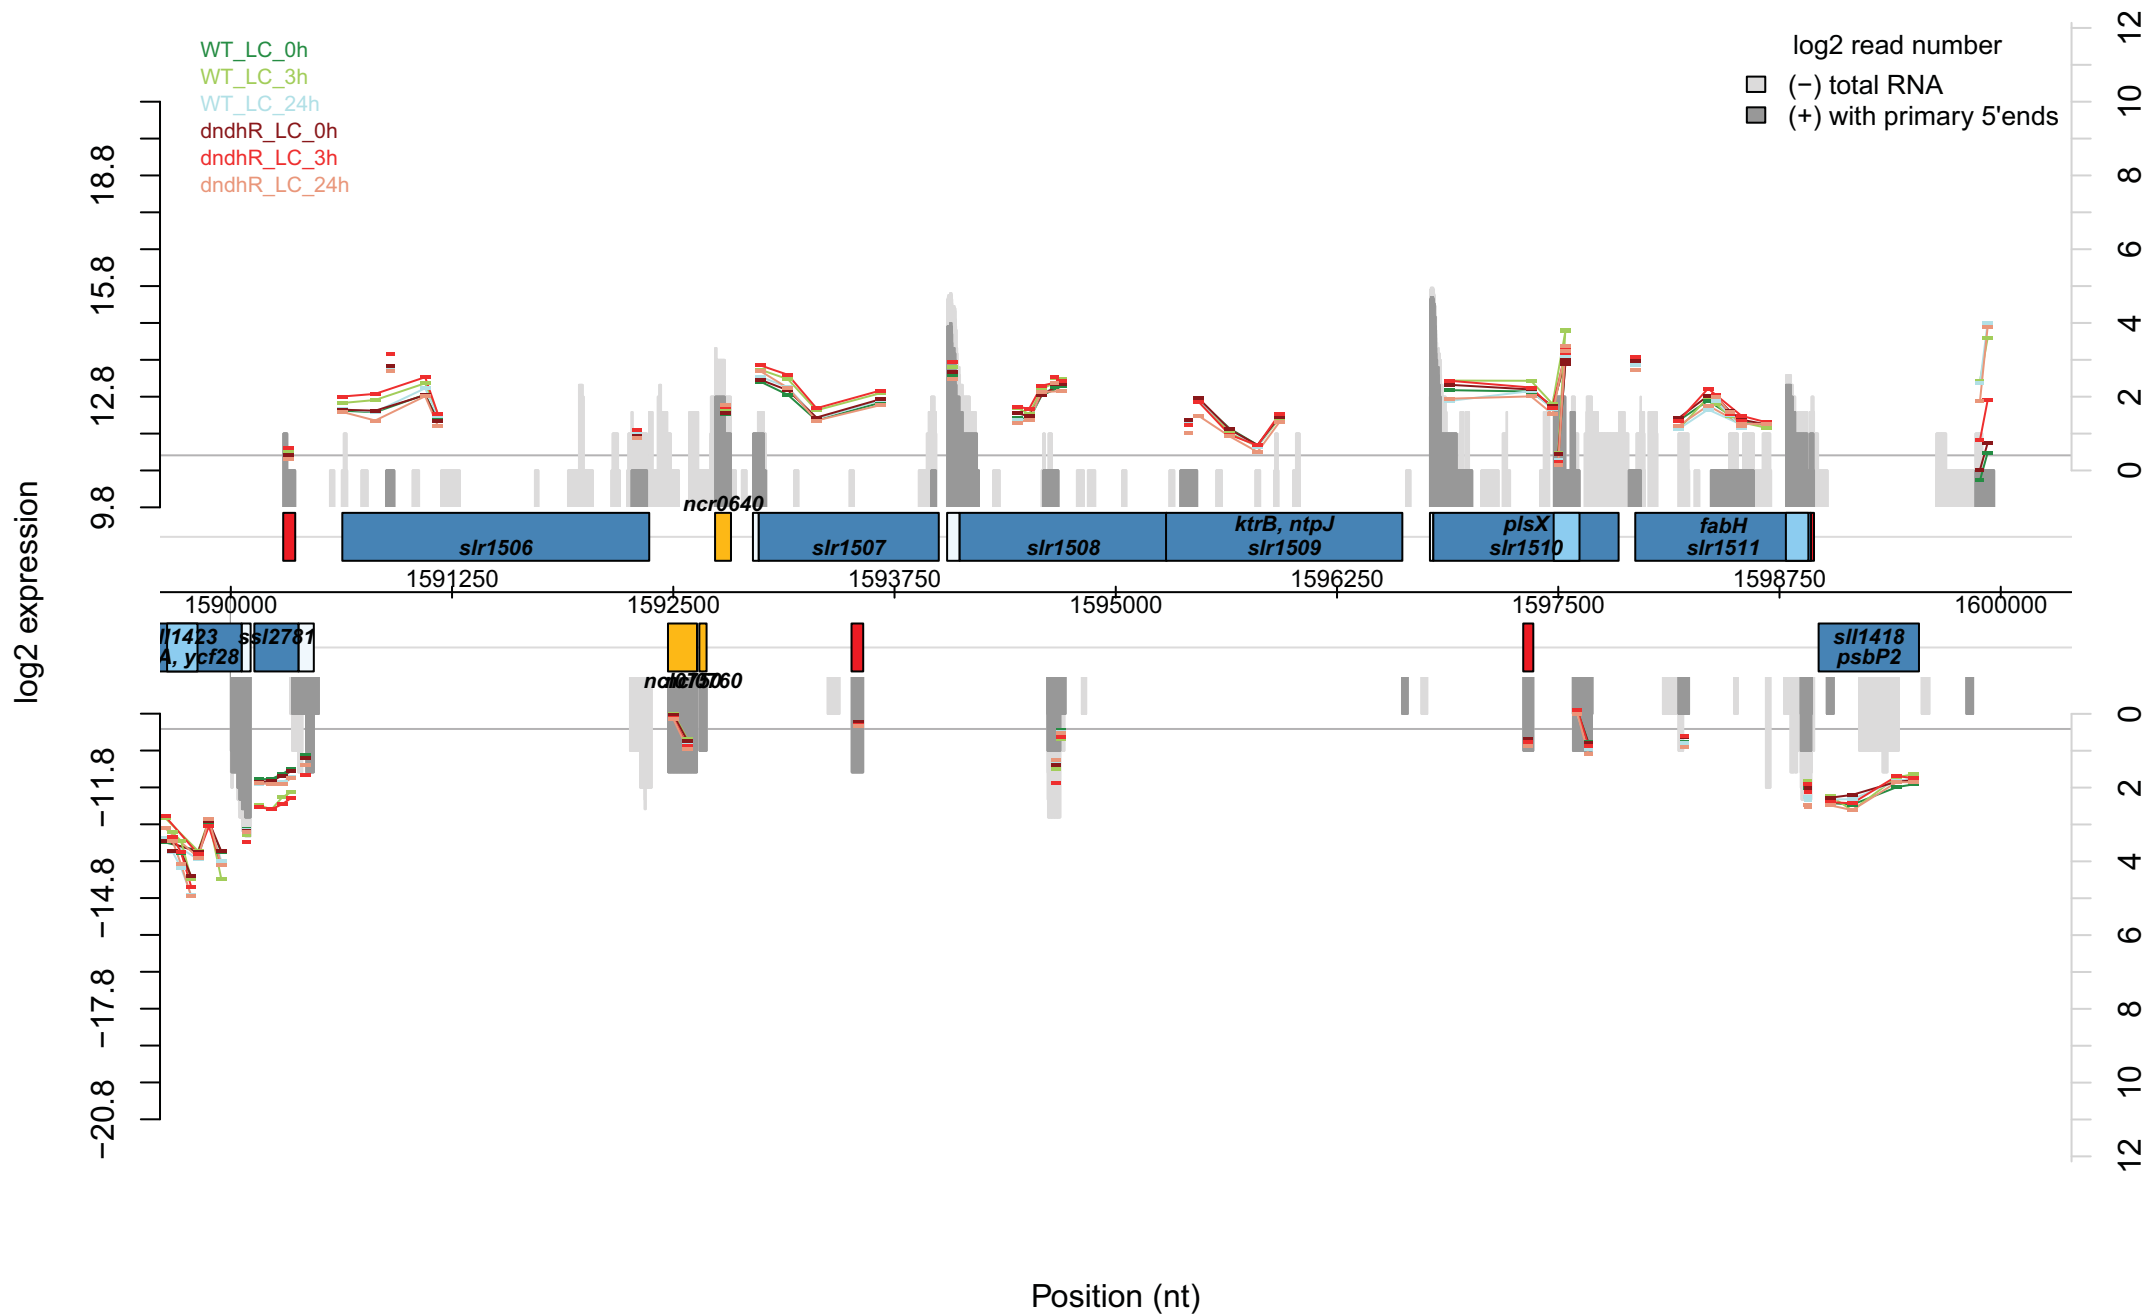 WT_LC_0h
WT_LC_3h
WT_LC_24h
dndhR_LC_0h
dndhR_LC_3h
dndhR_LC_24h
log2 read number
(−) total RNA
(+) with primary 5'ends
12
10
8
6
4
2
0
18.8
15.8
12.8
9.8
log2 expression
ncr0640
slr1506
slr1507
slr1508
ktrB, ntpJ
slr1509
plsX
slr1510
fabH
slr1511
1591250
1593750
1596250
1598750
1590000
1592500
1595000
1597500
1600000
ll1423
A, ycf28
ssl2781
sll1418
psbP2
0
2
4
6
8
10
12
−11.8
−14.8
−17.8
−20.8
Position (nt)